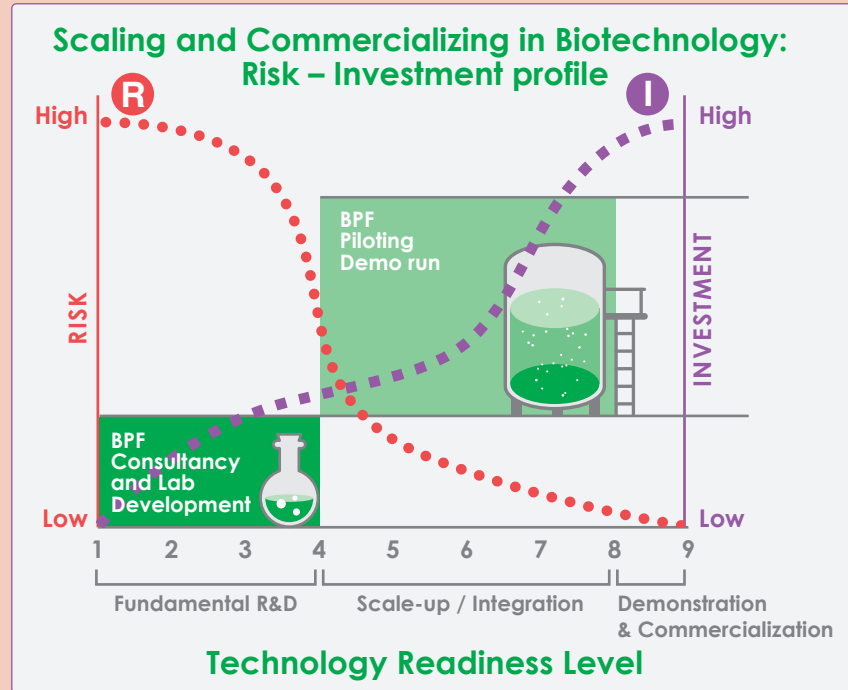 Scaling and Commercializing in Biotechnology:
Risk – Investment profile
R
I
High
High
BPF
Piloting
Demo run
RISK
INVESTMENT
BPF
Consultancy
and Lab
Development
Low
Low
1 2 3 4 5 6 7 8 9
Fundamental R&D
Scale-up / Integration
Demonstration
& Commercialization
Technology Readiness Level